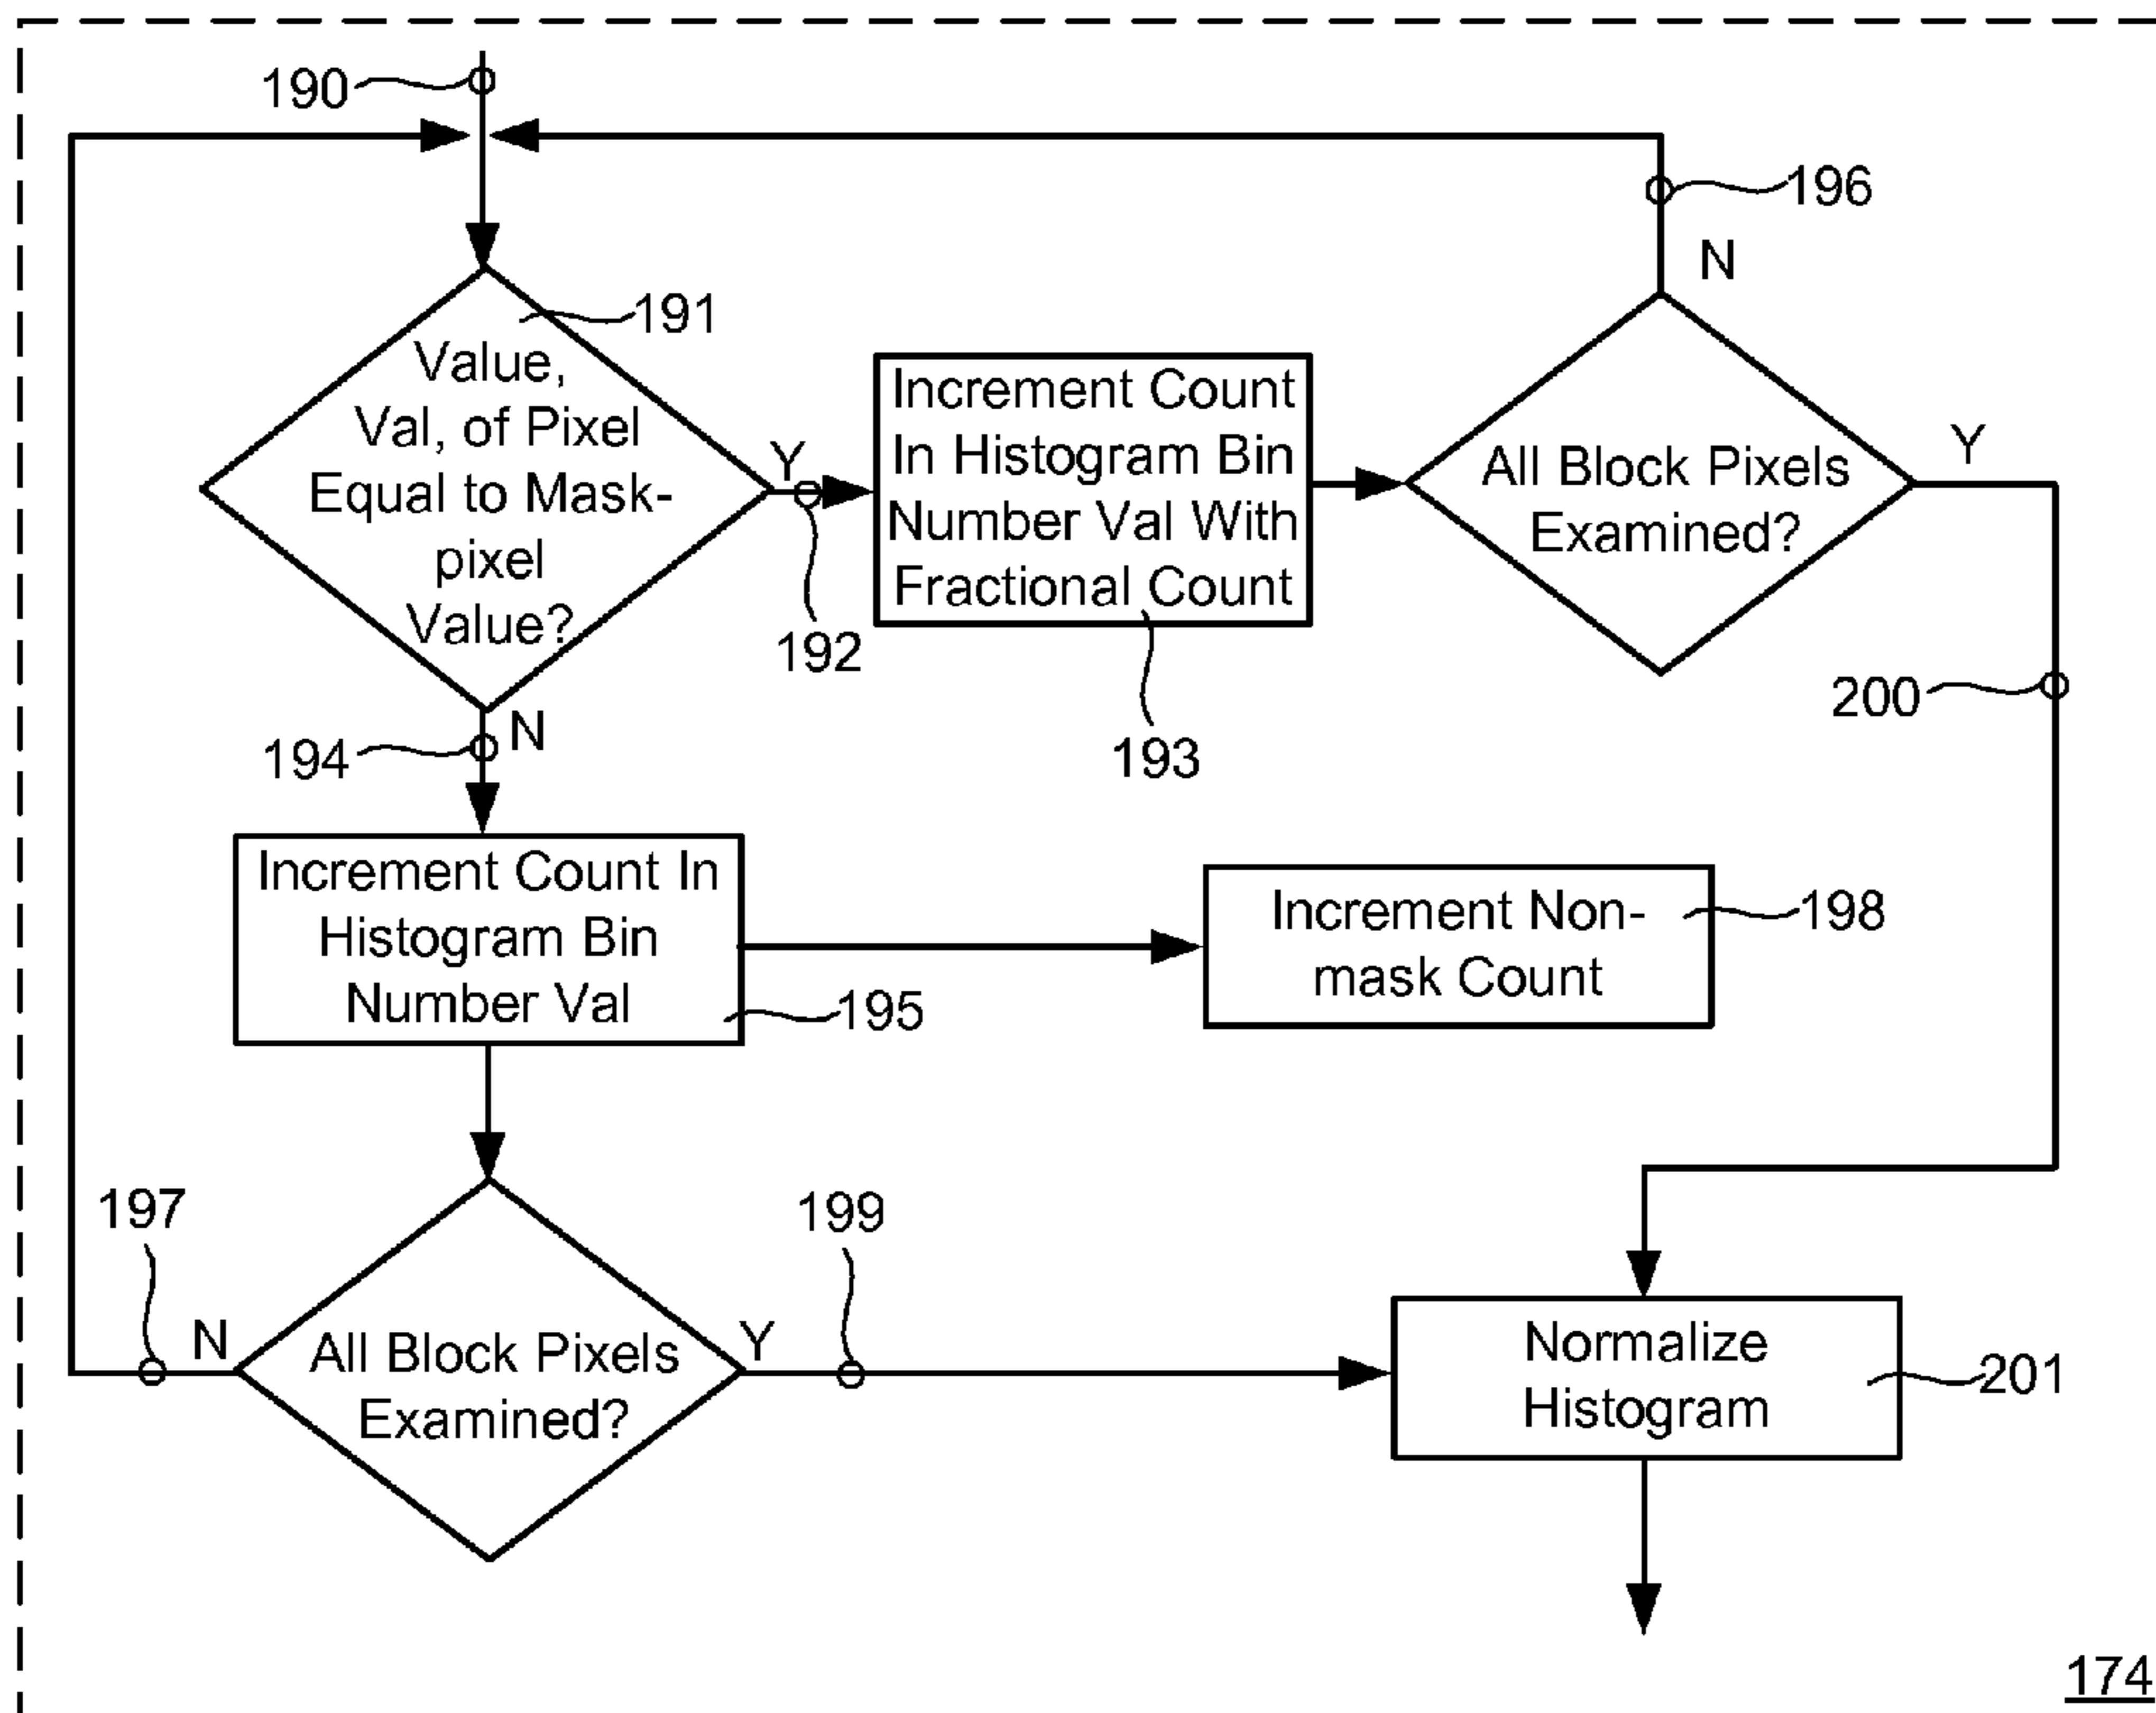 190
196
N
191
Value,
Val, of Pixel
Equal to Mask-
pixel
Value?
Y
192
Increment Count
In Histogram Bin
Number Val With
Fractional Count
193
All Block Pixels
Examined?
Y
200
N
194
Increment Count In
Histogram Bin
Number Val
195
Increment Non-
mask Count
198
197
N
All Block Pixels
Examined?
Y
199
Normalize
Histogram
201
174